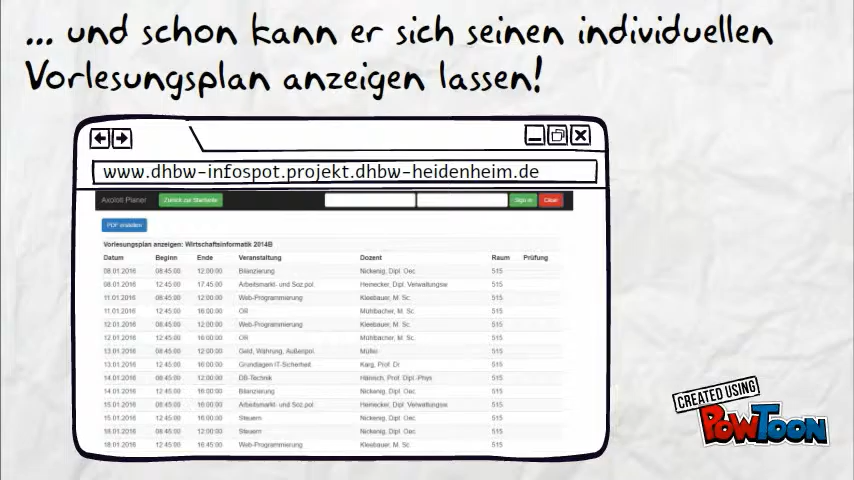 ... und schon kann er sich seinen individuellen
Vorlesungsplan anzeigen lassen!
www.dhbw-infospot.projekt.dhbw-heidenheim.de
Axolotl Planer Zurück zur Startseite Sign in Clear
PDF erstellen
Vorlesungsplan anzeigen: Wirtschaftsinformatik 2014B
Datum Beginn Ende Veranstaltung Dozent Raum Prüfung
08.01.2016 08:45:00 12:00:00 Bilanzierung Nickenig, Dipl. Oec. 515
08.01.2016 12:45:00 17:45:00 Arbeitsmarkt- und Soz.pol. Heinecker, Dipl. Verwaltungsw. 515
11.01.2016 08:45:00 12:00:00 Web-Programmierung Kleebauer, M. Sc. 515
11.01.2016 12:45:00 16:00:00 OR Mühlbacher, M. Sc. 515
12.01.2016 08:45:00 12:00:00 Web-Programmierung Kleebauer, M. Sc. 515
12.01.2016 12:45:00 16:00:00 OR Mühlbacher, M. Sc. 515
13.01.2016 08:45:00 12:00:00 Geld, Währung, Außenpol. Müller 515
13.01.2016 12:45:00 16:00:00 Grundlagen IT-Sicherheit Karg, Prof. Dr. 515
14.01.2016 08:45:00 12:00:00 DB-Technik Hänisch, Prof. Dipl.-Phys. 515
14.01.2016 12:45:00 16:00:00 Bilanzierung Nickenig, Dipl. Oec. 515
15.01.2016 08:45:00 12:00:00 Arbeitsmarkt- und Soz.pol. Heinecker, Dipl. Verwaltungsw. 515
15.01.2016 12:45:00 16:00:00 Steuern Nickenig, Dipl. Oec. 515
18.01.2016 08:45:00 12:00:00 Steuern Nickenig, Dipl. Oec. 515
18.01.2016 12:45:00 16:45:00 Web-Programmierung Kleebauer, M. Sc. 515
CREATED USING
POWTOON